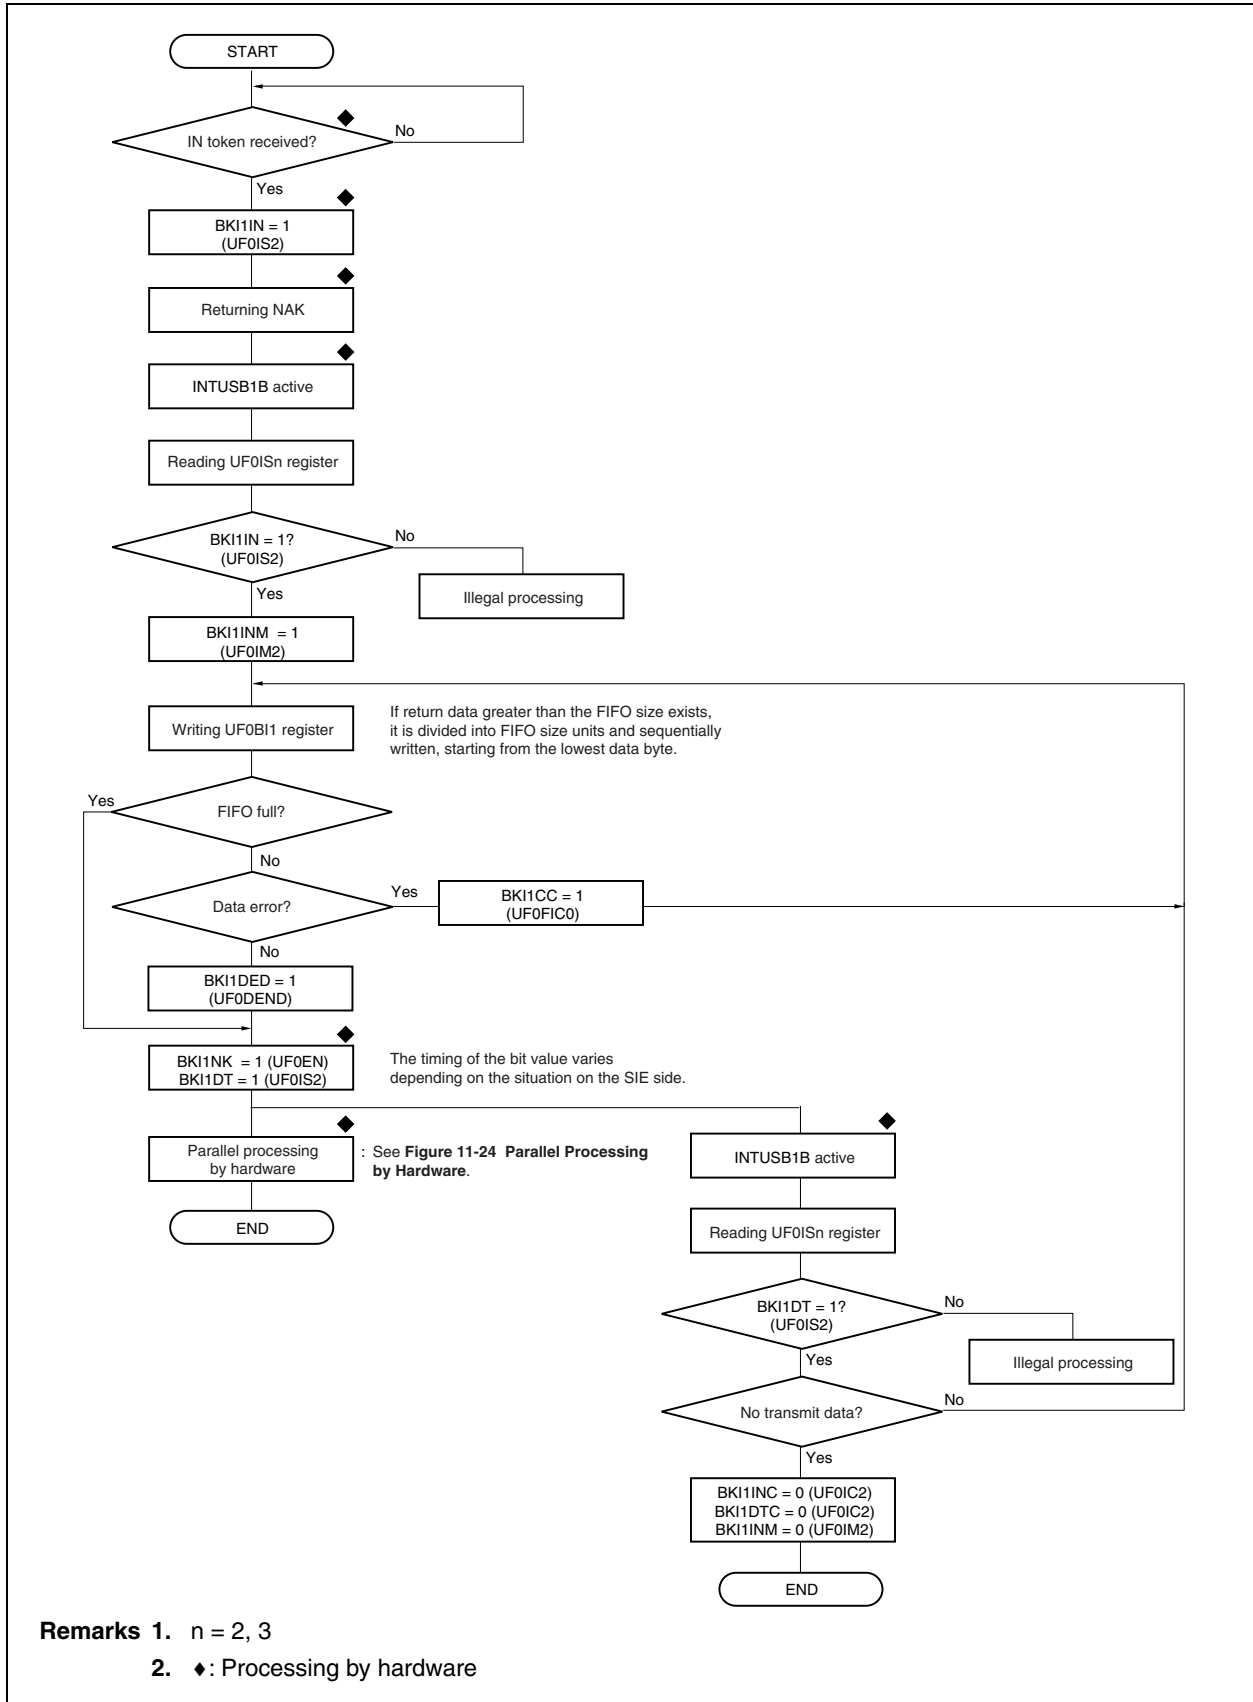 START
IN token received?
No
Yes
BKI1IN = 1
(UF0IS2)
Returning NAK
INTUSB1B active
Reading UF0ISn register
BKI1IN = 1?
(UF0IS2)
No
Illegal processing
Yes
BKI1INM = 1
(UF0IM2)
Writing UF0BI1 register
If return data greater than the FIFO size exists,
it is divided into FIFO size units and sequentially
written, starting from the lowest data byte.
Yes
FIFO full?
No
Data error?
Yes
BKI1CC = 1
(UF0FIC0)
No
BKI1DED = 1
(UF0DEND)
BKI1NK = 1 (UF0EN)
BKI1DT = 1 (UF0IS2)
The timing of the bit value varies
depending on the situation on the SIE side.
Parallel processing
by hardware
: See Figure 11-24 Parallel Processing
by Hardware.
END
INTUSB1B active
Reading UF0ISn register
BKI1DT = 1?
(UF0IS2)
No
Illegal processing
Yes
No transmit data?
No
Yes
BKI1INC = 0 (UF0IC2)
BKI1DTC = 0 (UF0IC2)
BKI1INM = 0 (UF0IM2)
END
Remarks 1. n = 2, 3
2. ♦: Processing by hardware